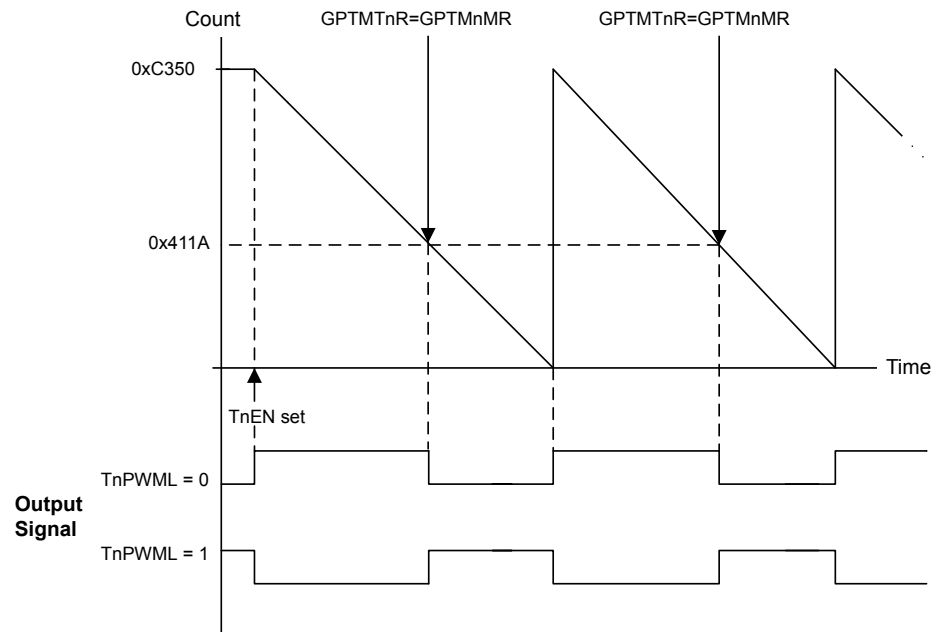 Count
GPTMTnR=GPTMnMR
GPTMTnR=GPTMnMR
0xC350
0x411A
Time
TnEN set
TnPWML = 0
Output
Signal
TnPWML = 1